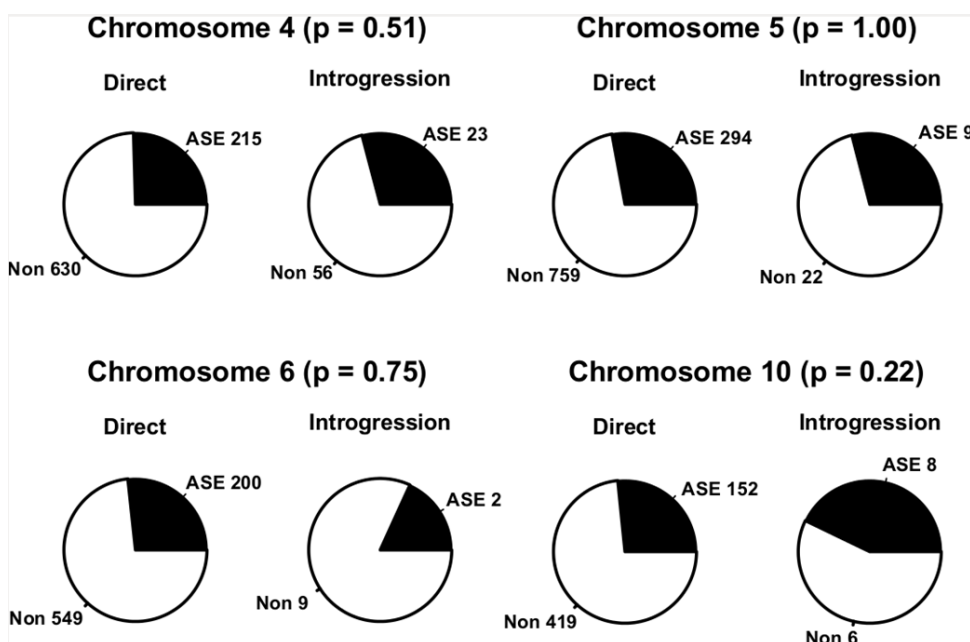 Chromosome 4 (p = 0.51)
Direct
Introgression
ASE 215
Non 630
ASE 23
Non 56
Chromosome 5 (p = 1.00)
Direct
Introgression
ASE 294
Non 759
ASE 9
Non 22
Chromosome 6 (p = 0.75)
Direct
Introgression
ASE 200
Non 549
ASE 2
Non 9
Chromosome 10 (p = 0.22)
Direct
Introgression
ASE 152
Non 419
ASE 8
Non 6